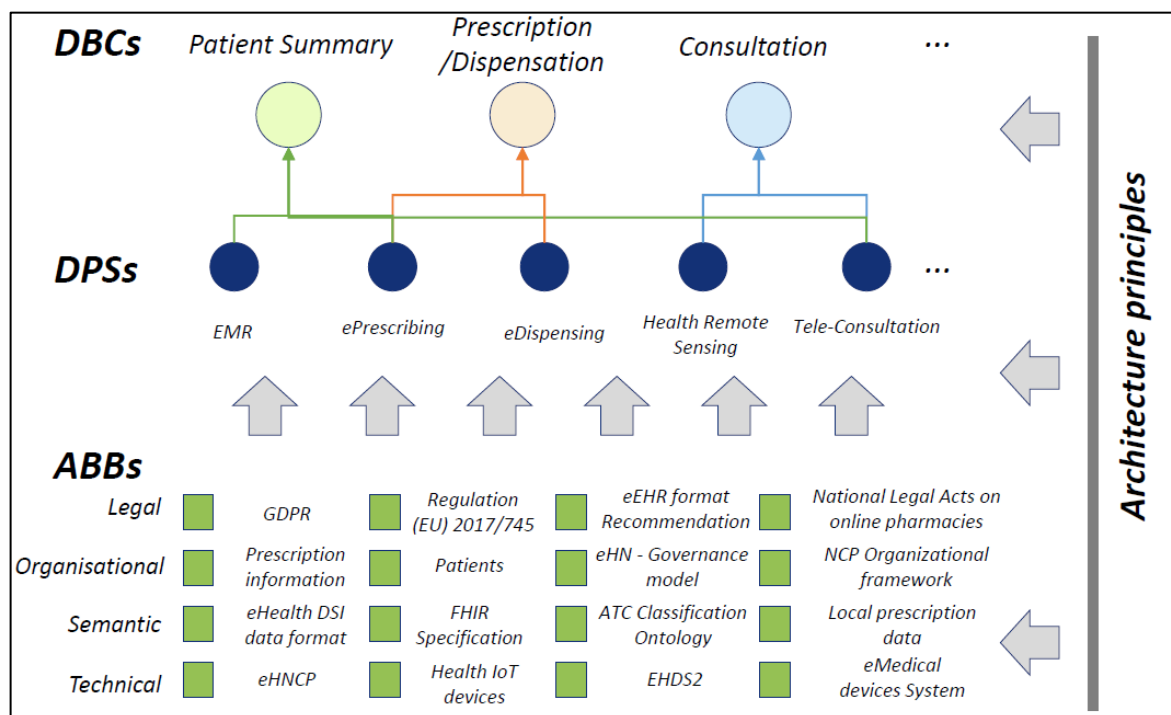 DBCs
Patient Summary
Prescription
/Dispensation
Consultation
...
DPSs
...
EMR
ePrescribing
eDispensing
Health Remote
Sensing
Tele-Consultation
ABBs
Legal
GDPR
Regulation
(EU) 2017/745
eEHR format
Recommendation
National Legal Acts on
online pharmacies
Organisational
Prescription
information
Patients
eHN - Governance
model
NCP Organizational
framework
Semantic
eHealth DSI
data format
FHIR
Specification
ATC Classification
Ontology
Local prescription
data
Technical
eHNCP
Health IoT
devices
EHDS2
eMedical
devices System
Architecture principles